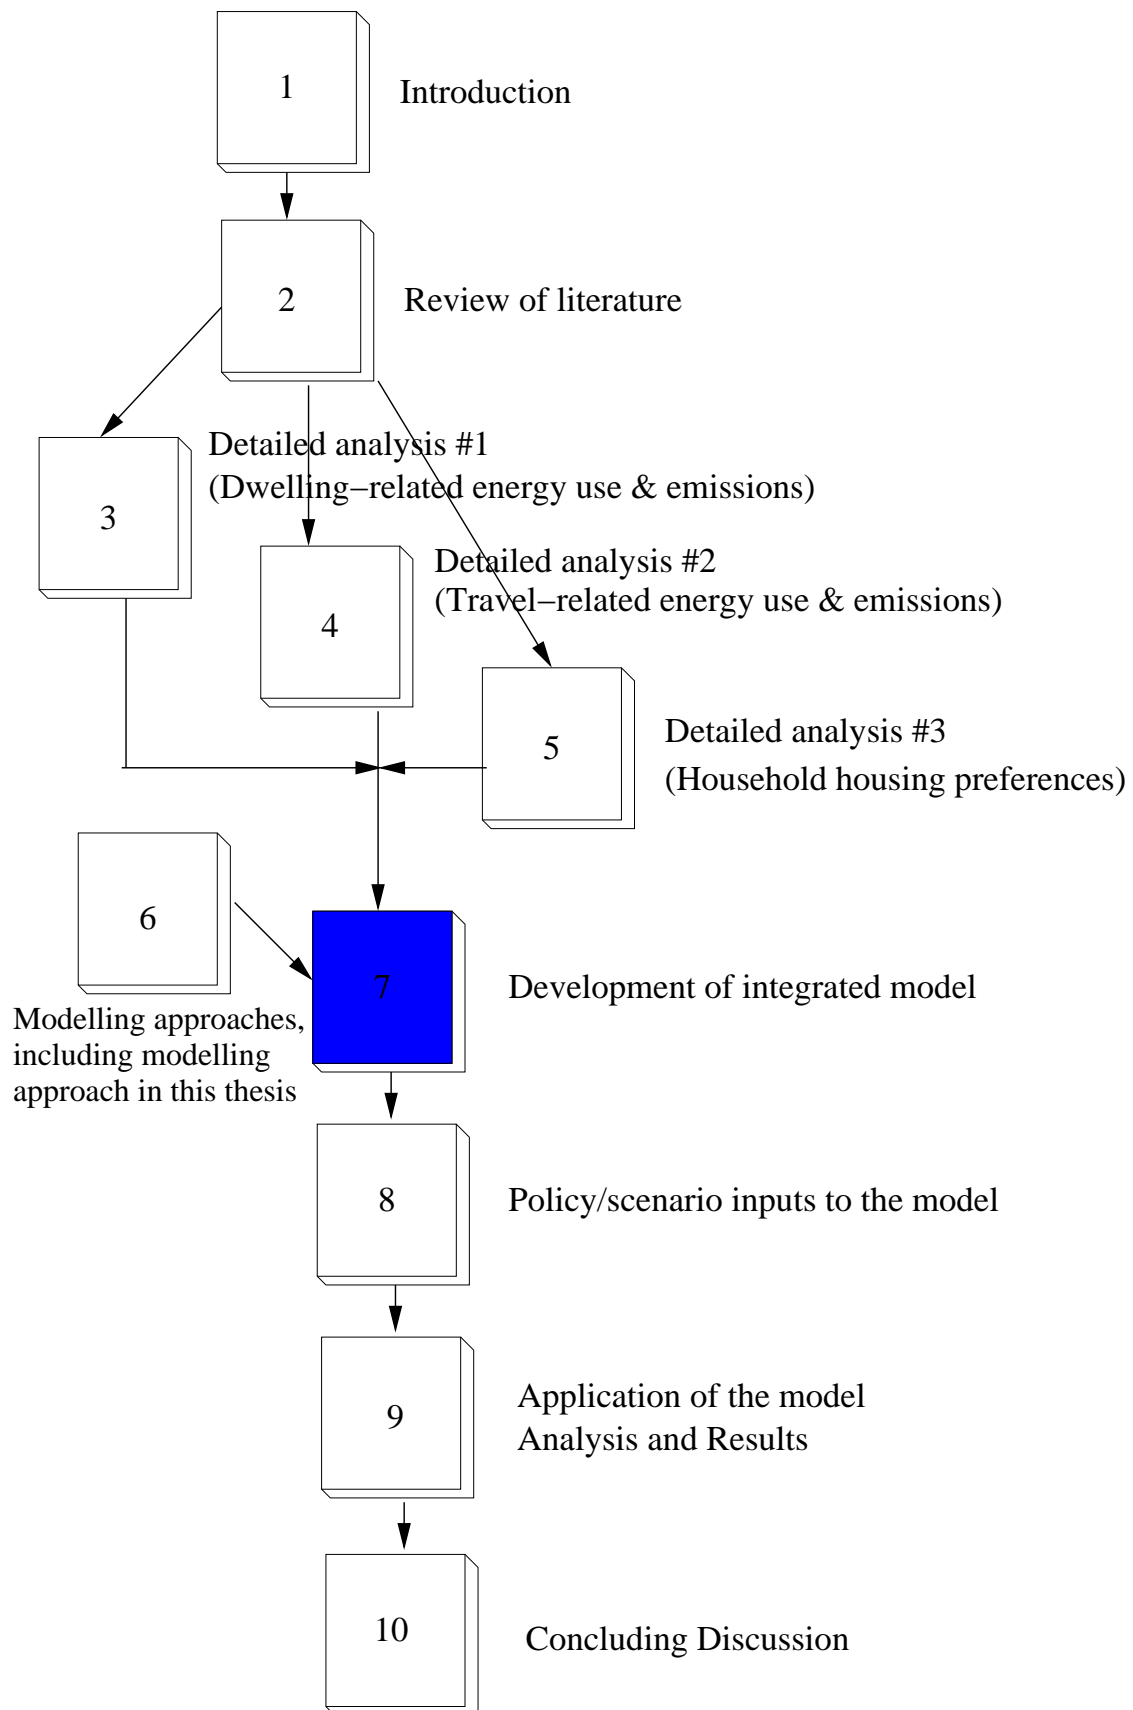 1
Introduction
2
Review of literature
Detailed analysis #1
(Dwelling−related energy use & emissions)
3
Detailed analysis #2
(Travel−related energy use & emissions)
4
5
Detailed analysis #3
(Household housing preferences)
6
Modelling approaches,
including modelling
approach in this thesis
7
Development of integrated model
8
Policy/scenario inputs to the model
9
Application of the model
Analysis and Results
10
Concluding Discussion